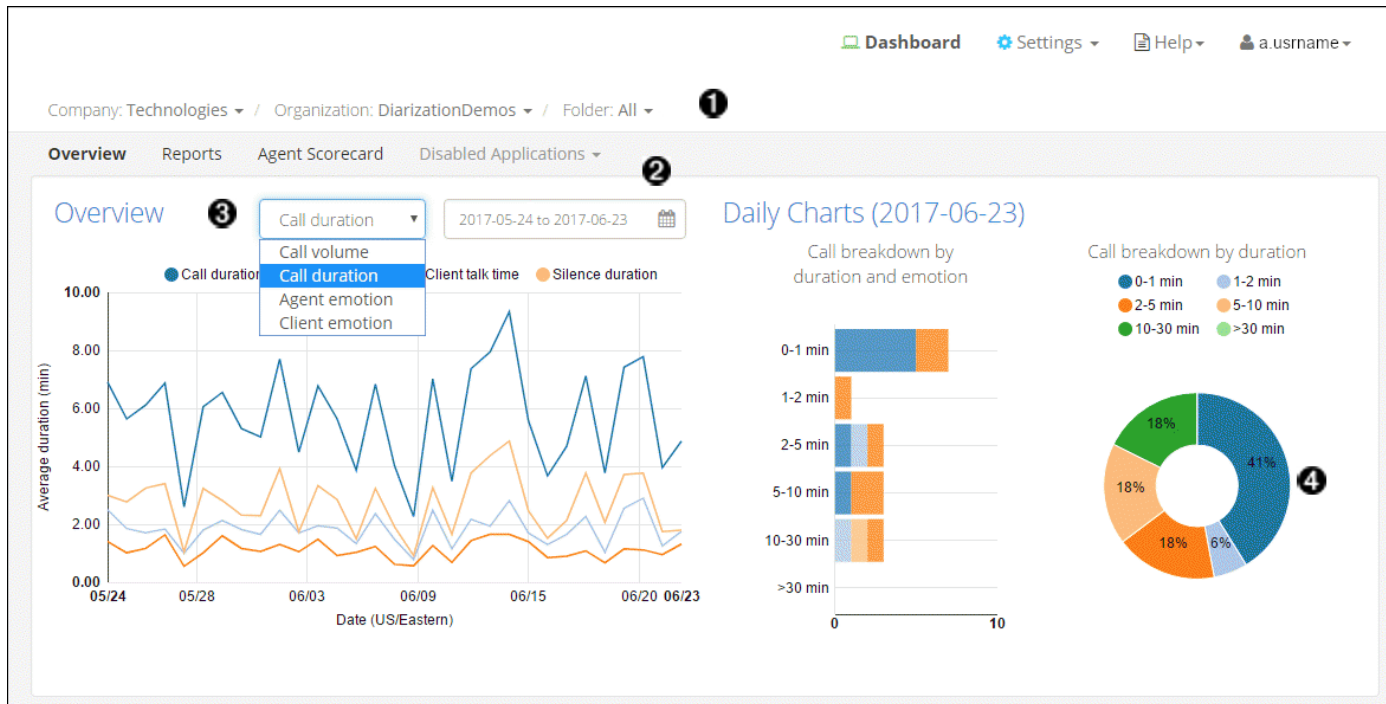 Dashboard Settings Help a.usrname
Company: Technologies / Organization: DiarizationDemos / Folder: All
1
Overview Reports Agent Scorecard Disabled Applications
2
Overview
3
Call duration
2017-05-24 to 2017-06-23
Call volume
Call duration
Agent emotion
Client emotion
Call duration Client talk time Silence duration
10.00
8.00
6.00
4.00
2.00
0.00
Average duration (min)
05/24 05/28 06/03 06/09 06/15 06/20 06/23
Date (US/Eastern)
Daily Charts (2017-06-23)
Call breakdown by
duration and emotion
0-1 min
1-2 min
2-5 min
5-10 min
10-30 min
>30 min
0 10
Call breakdown by duration
0-1 min 1-2 min
2-5 min 5-10 min
10-30 min >30 min
18%
41%
18%
18% 6%
4